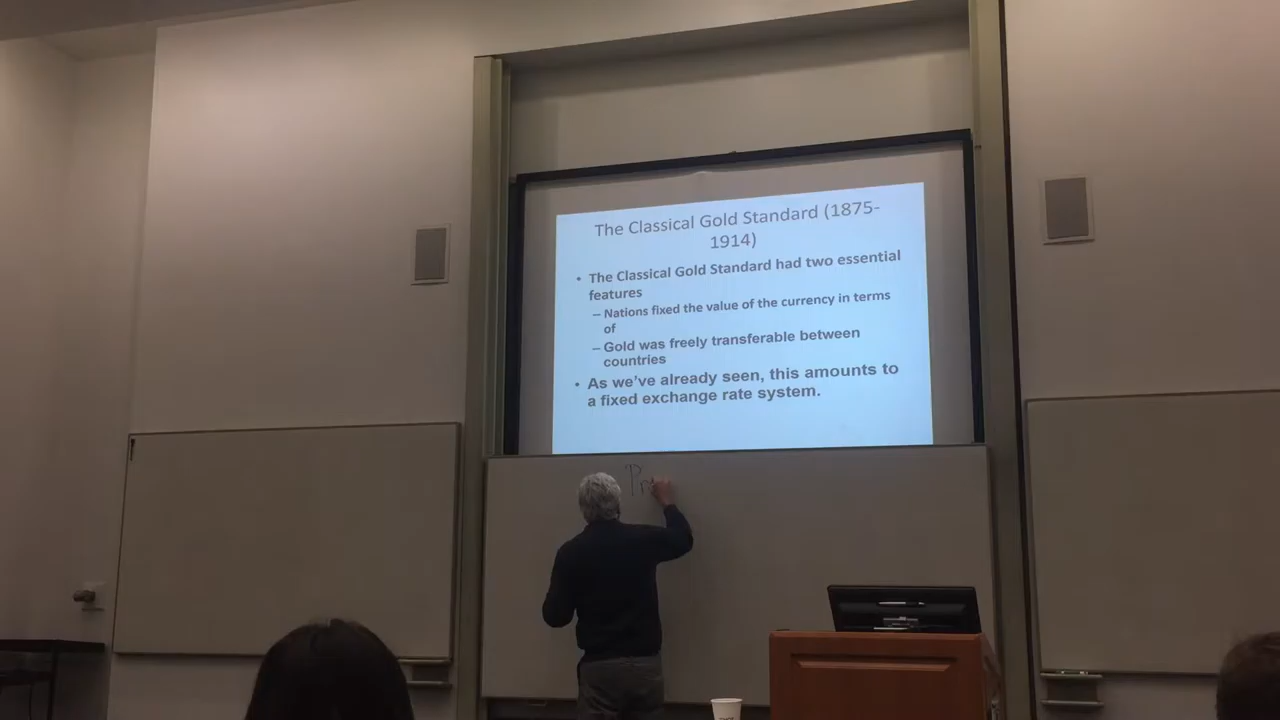 The Classical Gold Standard (1875-
1914)
• The Classical Gold Standard had two essential
features
– Nations fixed the value of the currency in terms
of
– Gold was freely transferable between
countries
• As we've already seen, this amounts to
a fixed exchange rate system.
Pr